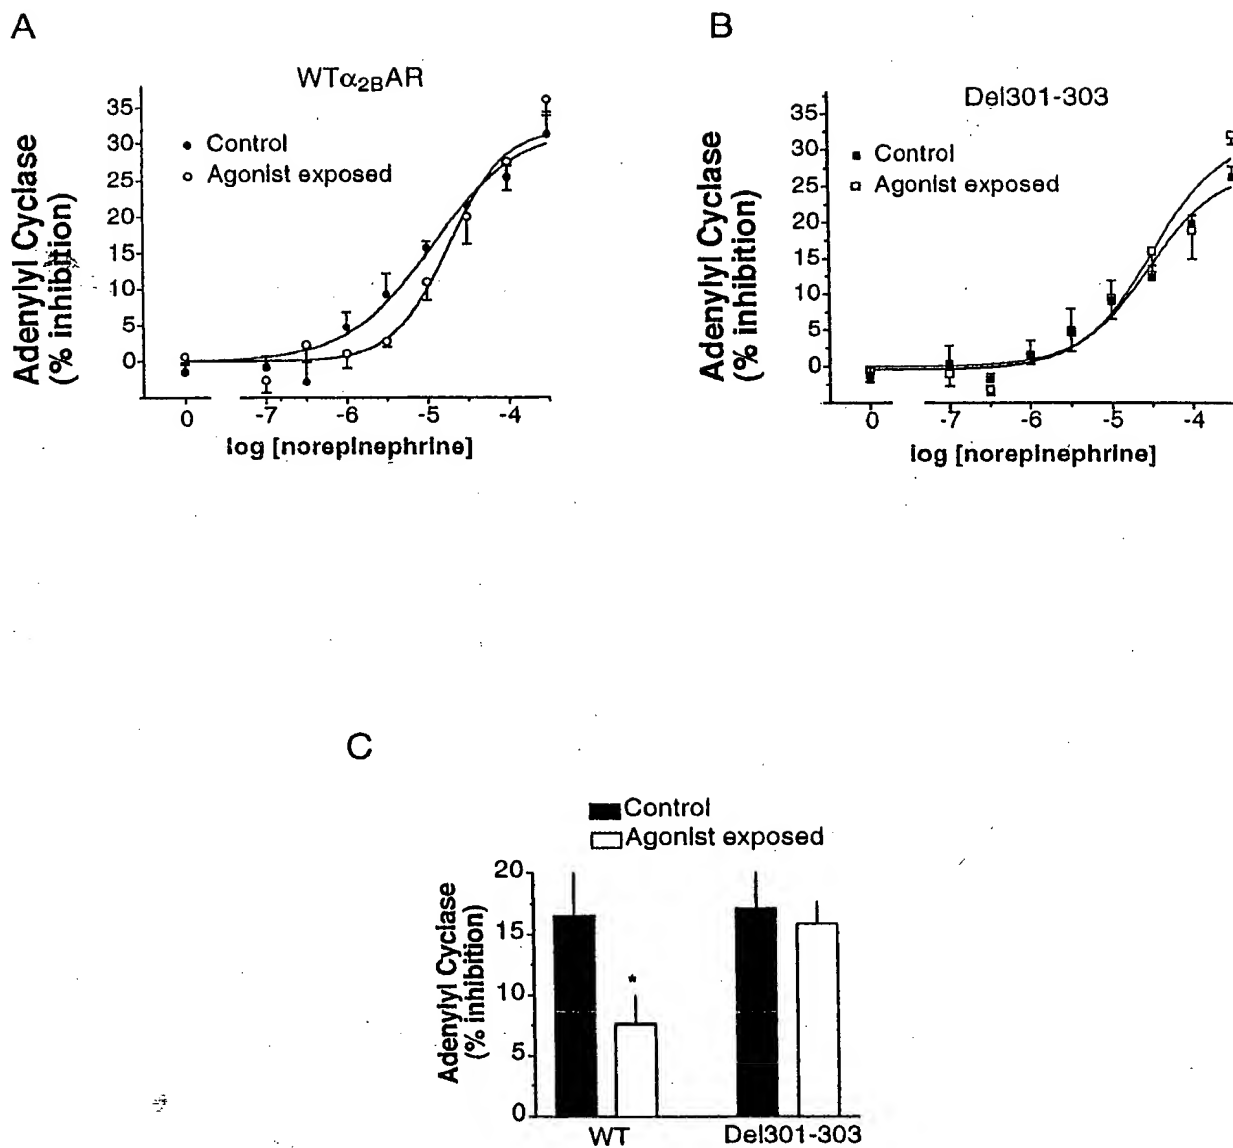 A
WTα2BAR
Control
Agonist exposed
Adenylyl Cyclase
(% inhibition)
35
30
25
20
15
10
5
0
0 -7 -6 -5 -4
log [norepinephrine]
B
Del301-303
Control
Agonist exposed
Adenylyl Cyclase
(% inhibition)
35
30
25
20
15
10
5
0
0 -7 -6 -5 -4
log [norepinephrine]
C
Control
Agonist exposed
Adenylyl Cyclase
(% inhibition)
20
15
10
5
0
*
WT Del301-303